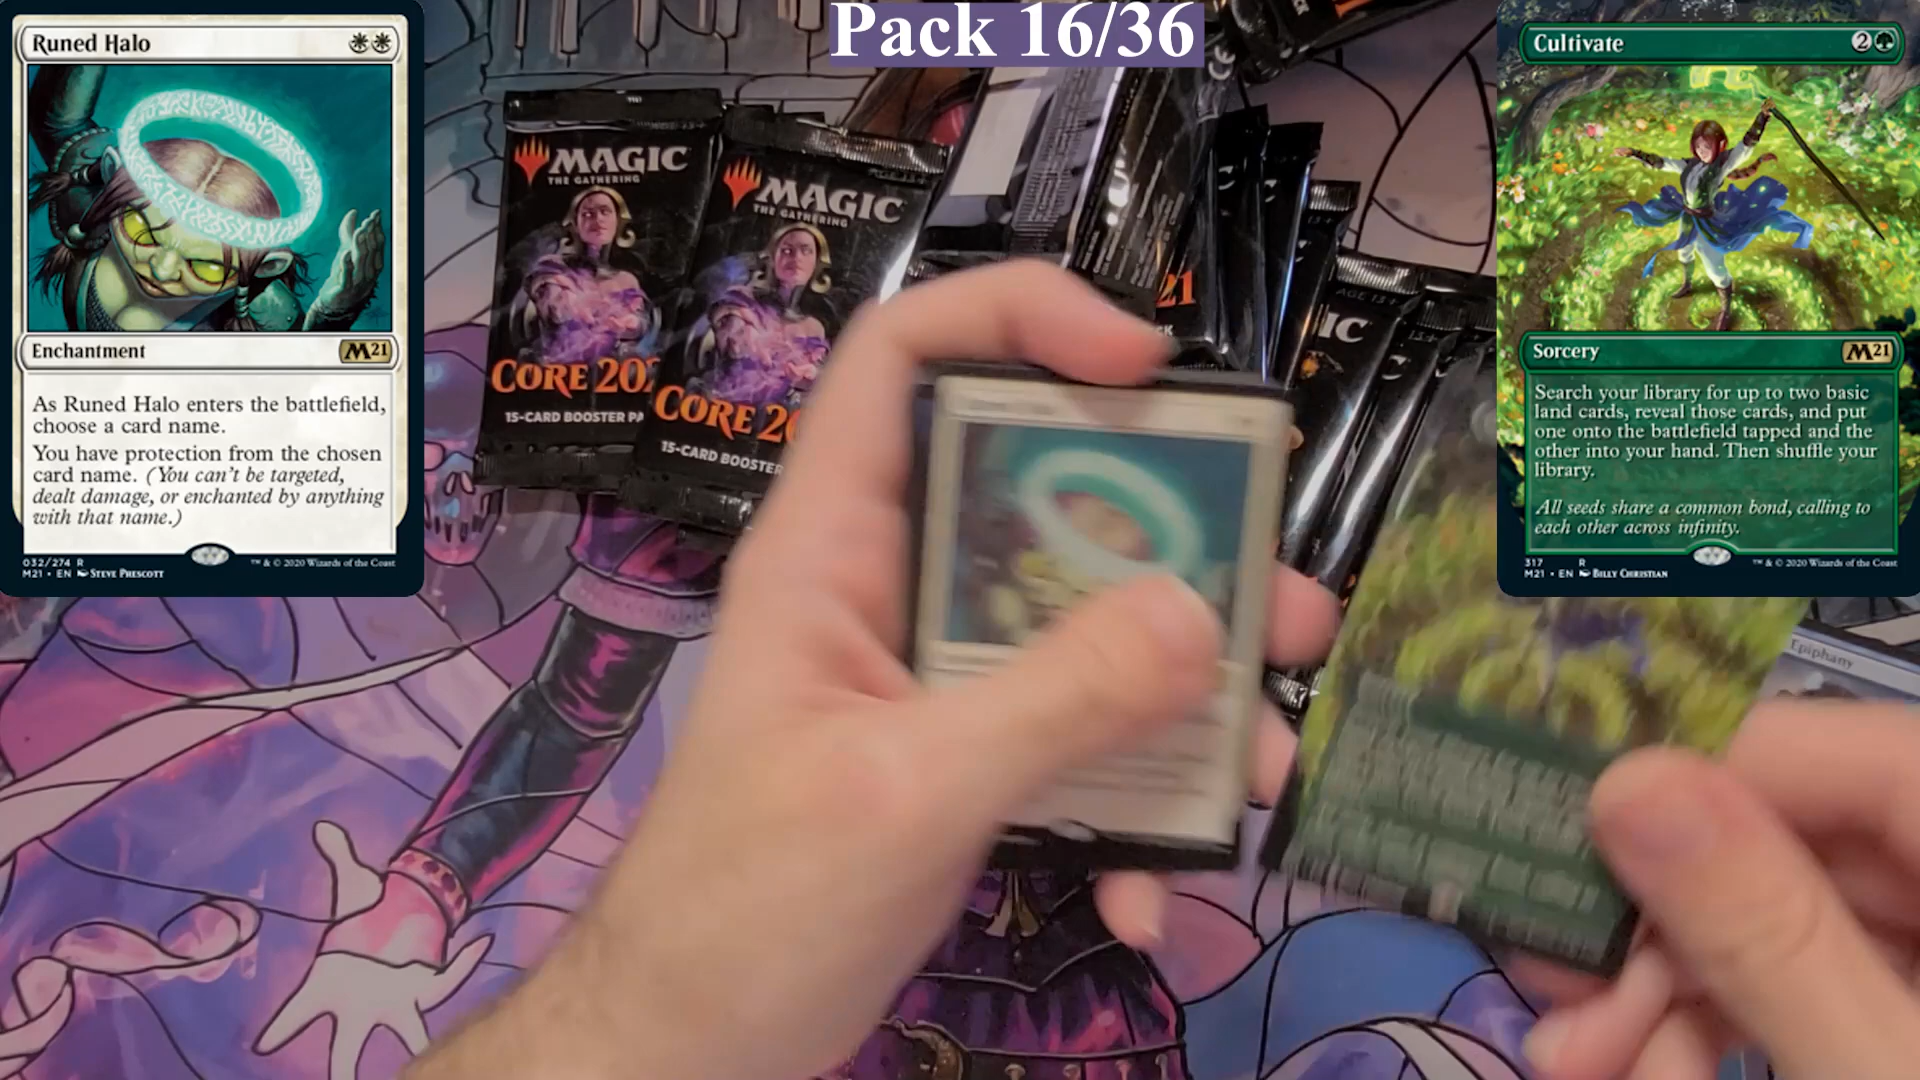 Pack 16/36
Runed Halo
Enchantment
M21
As Runed Halo enters the battlefield,
choose a card name.
You have protection from the chosen
card name. (You can't be targeted,
dealt damage, or enchanted by anything
with that name.)
032/274 R
M21 • EN STEVE PRESCOTT
™ & © 2020 Wizards of the Coast
MAGIC
THE GATHERING
CORE 202
15-CARD BOOSTER PA
MAGIC
THE GATHERING
CORE 2
15-CARD BOOSTER
21
CK
AGE 13+
IC
Cultivate
2
Sorcery
M21
Search your library for up to two basic
land cards, reveal those cards, and put
one onto the battlefield tapped and the
other into your hand. Then shuffle your
library.
All seeds share a common bond, calling to
each other across infinity.
317 R
M21 • EN BILLY CHRISTIAN
™ & © 2020 Wizards of the Coast
Epiphany